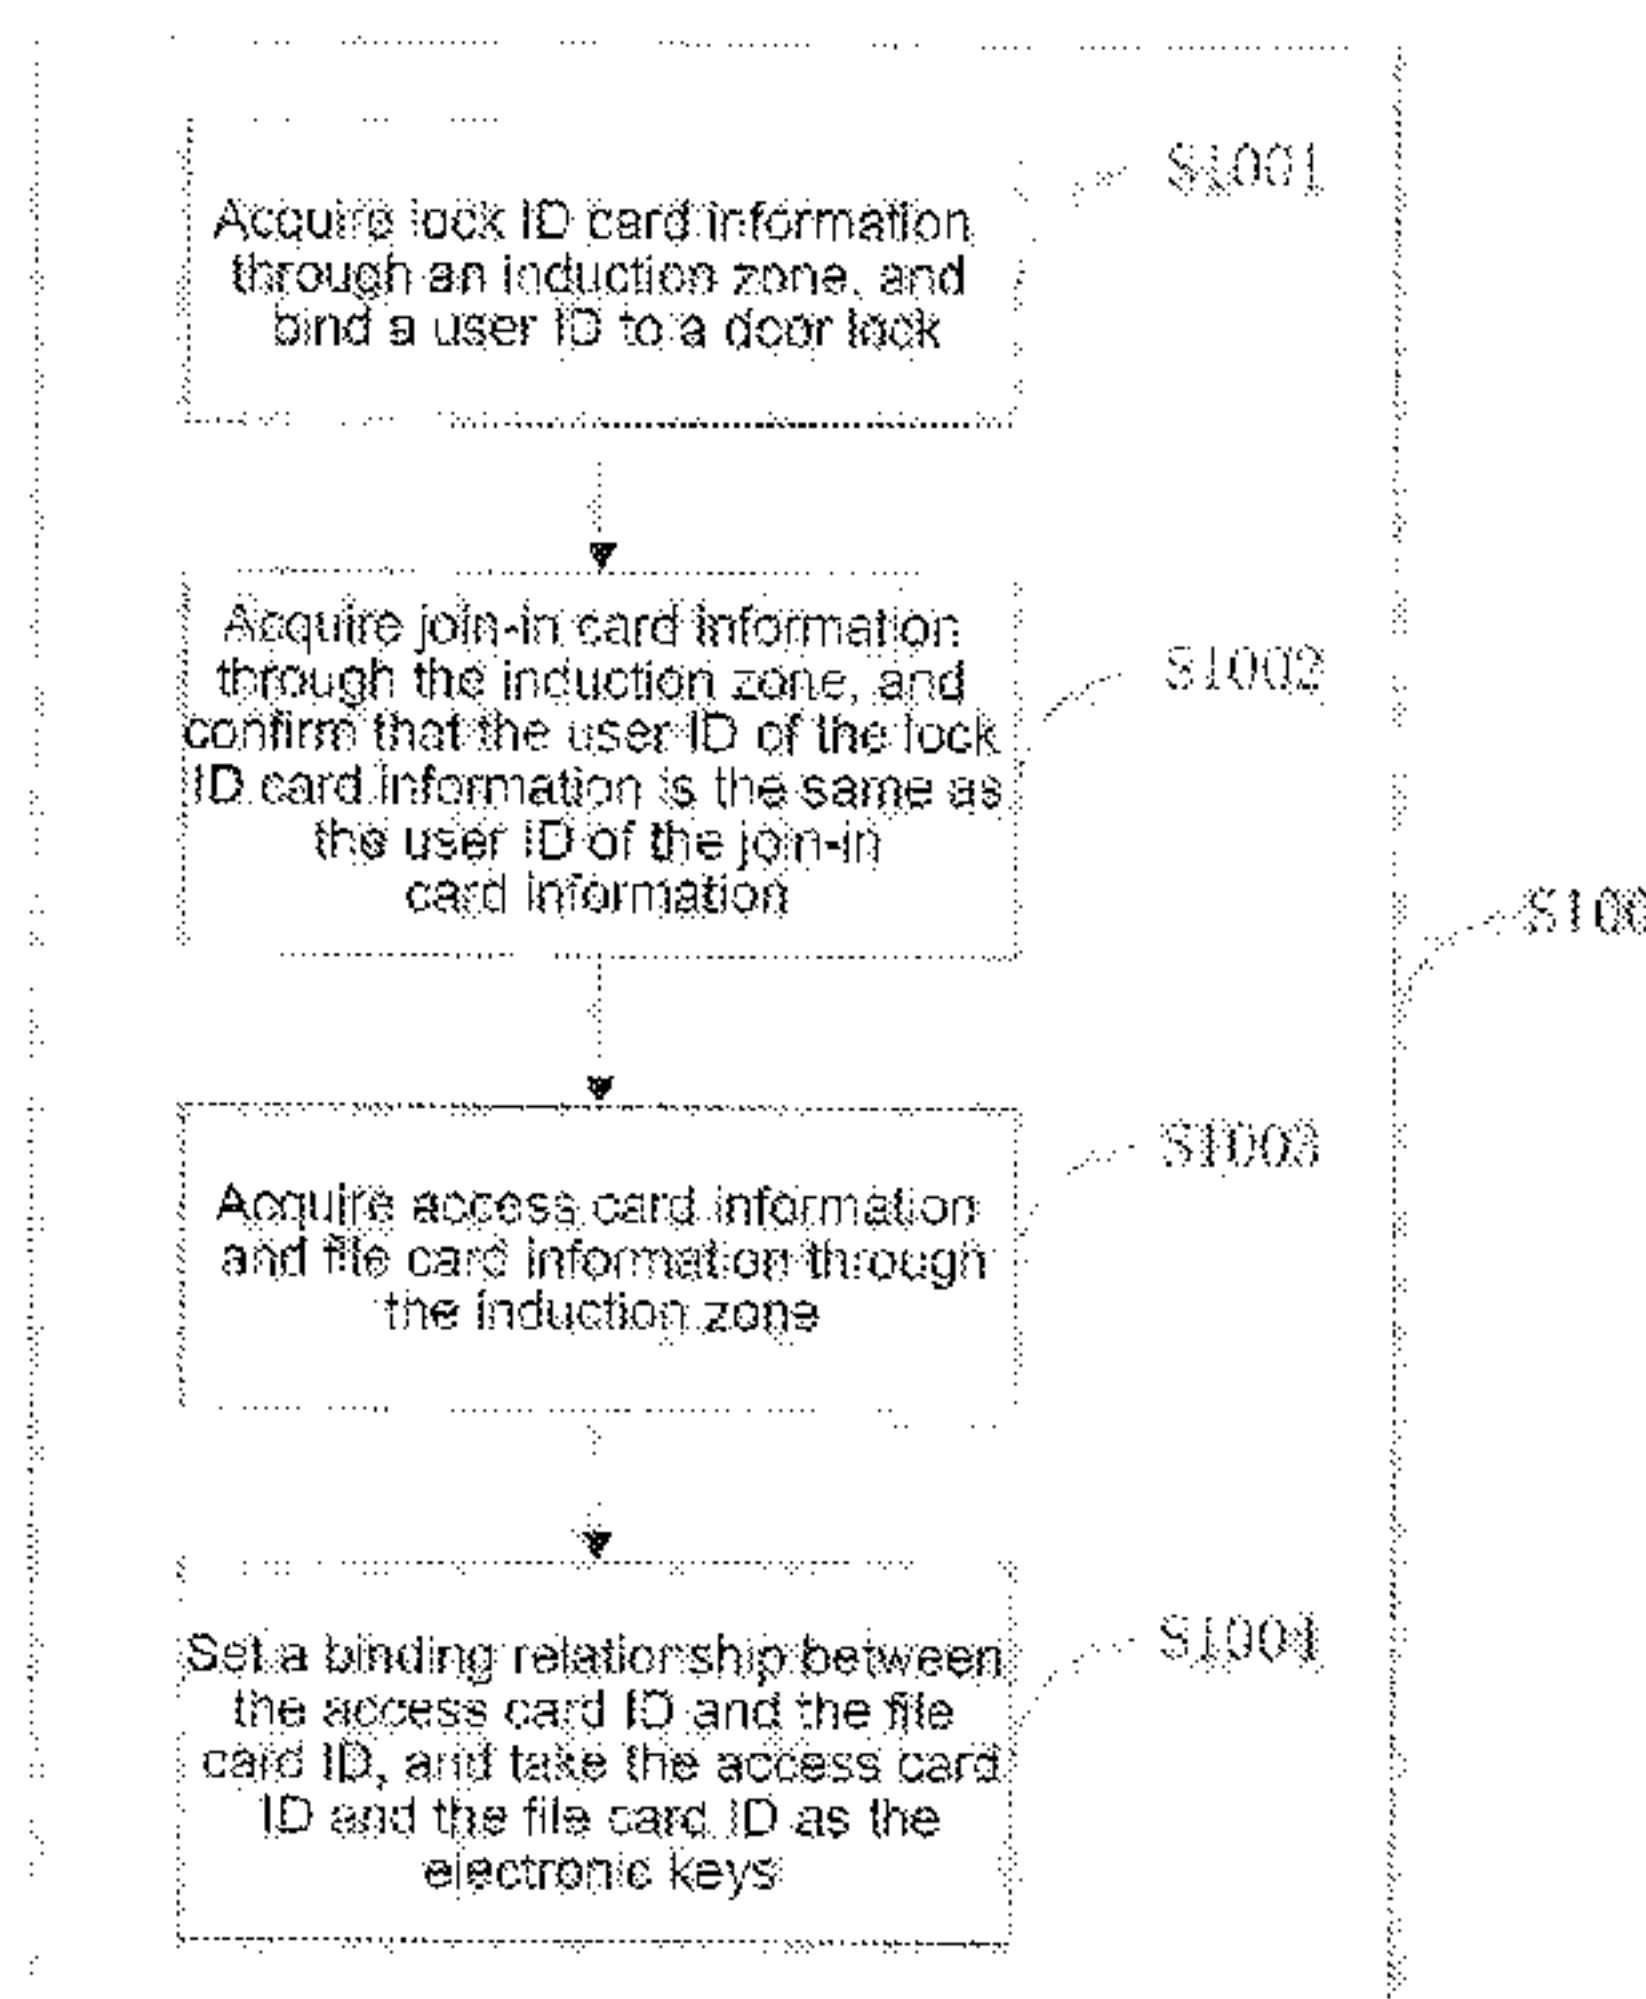 S1001
Acquire lock ID card information
through an induction zone, and
bind a user ID to a door lock
S1002
Acquire join-in card information
through the induction zone, and
confirm that the user ID of the lock
ID card information is the same as
the user ID of the join-in
card information
S100
S1003
Acquire access card information
and file card information through
the induction zone
S1004
Set a binding relationship between
the access card ID and the file
card ID, and take the access card
ID and the file card ID as the
electronic keys